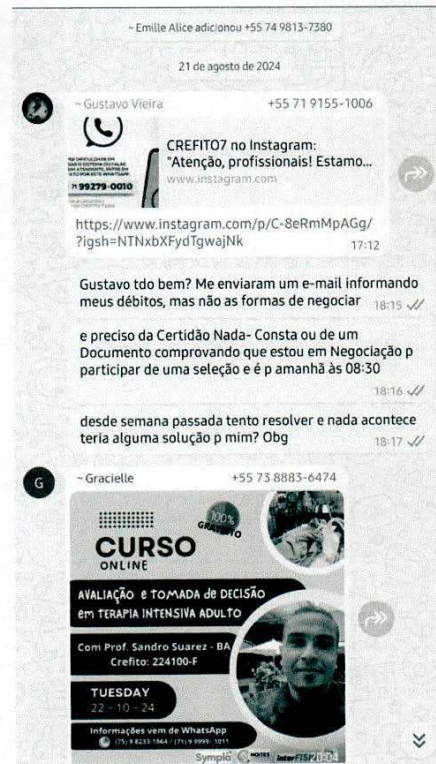 ~ Emille Alice adicionou +55 74 9813-7380
21 de agosto de 2024
~ Gustavo Vieira +55 71 9155-1006
CREFITO7 no Instagram:
"Atenção, profissionais! Estamo...
www.instagram.com
99279-0010
https://www.instagram.com/p/C-8eRmMpAGg/
?igsh=NTNxbXFydTgwajNk
17:12
Gustavo tdo bem? Me enviaram um e-mail informando
meus débitos, mas não as formas de negociar 18:15
e preciso da Certidão Nada- Consta ou de um
Documento comprovando que estou em Negociação p
participar de uma seleção e é p amanhã às 08:30
18:16
desde semana passada tento resolver e nada acontece
teria alguma solução p mim? Obg 18:17
G
~ Gracielle +55 73 8883-6474
100%
GRATUITO
CURSO
ONLINE
AVALIAÇÃO e TOMADA de DECISÃO
em TERAPIA INTENSIVA ADULTO
Com Prof. Sandro Suarez - BA
Crefito: 224100-F
TUESDAY
22 - 10 - 24
Informações vem de WhatsApp
Sympla
20:04